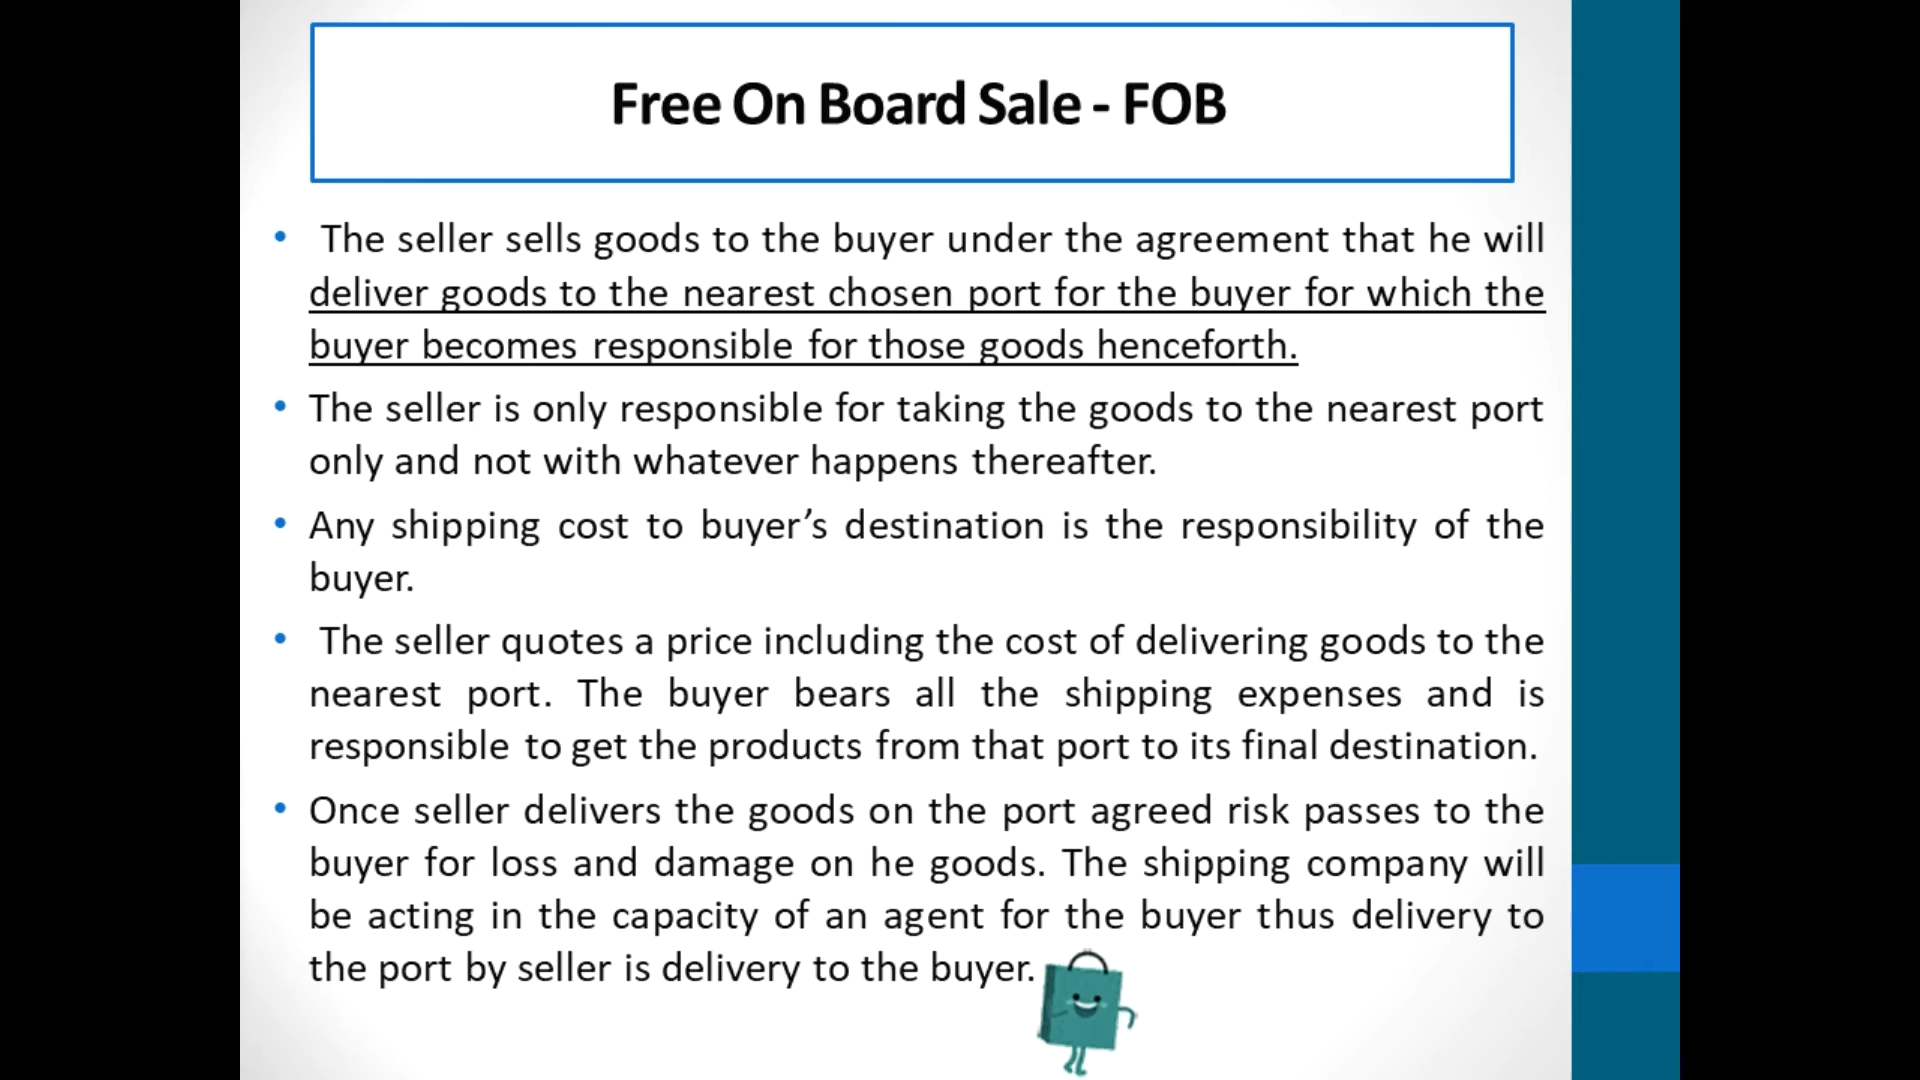 Free On Board Sale - FOB
• The seller sells goods to the buyer under the agreement that he will
deliver goods to the nearest chosen port for the buyer for which the
buyer becomes responsible for those goods henceforth.
• The seller is only responsible for taking the goods to the nearest port
only and not with whatever happens thereafter.
• Any shipping cost to buyer’s destination is the responsibility of the
buyer.
• The seller quotes a price including the cost of delivering goods to the
nearest port. The buyer bears all the shipping expenses and is
responsible to get the products from that port to its final destination.
• Once seller delivers the goods on the port agreed risk passes to the
buyer for loss and damage on he goods. The shipping company will
be acting in the capacity of an agent for the buyer thus delivery to
the port by seller is delivery to the buyer.